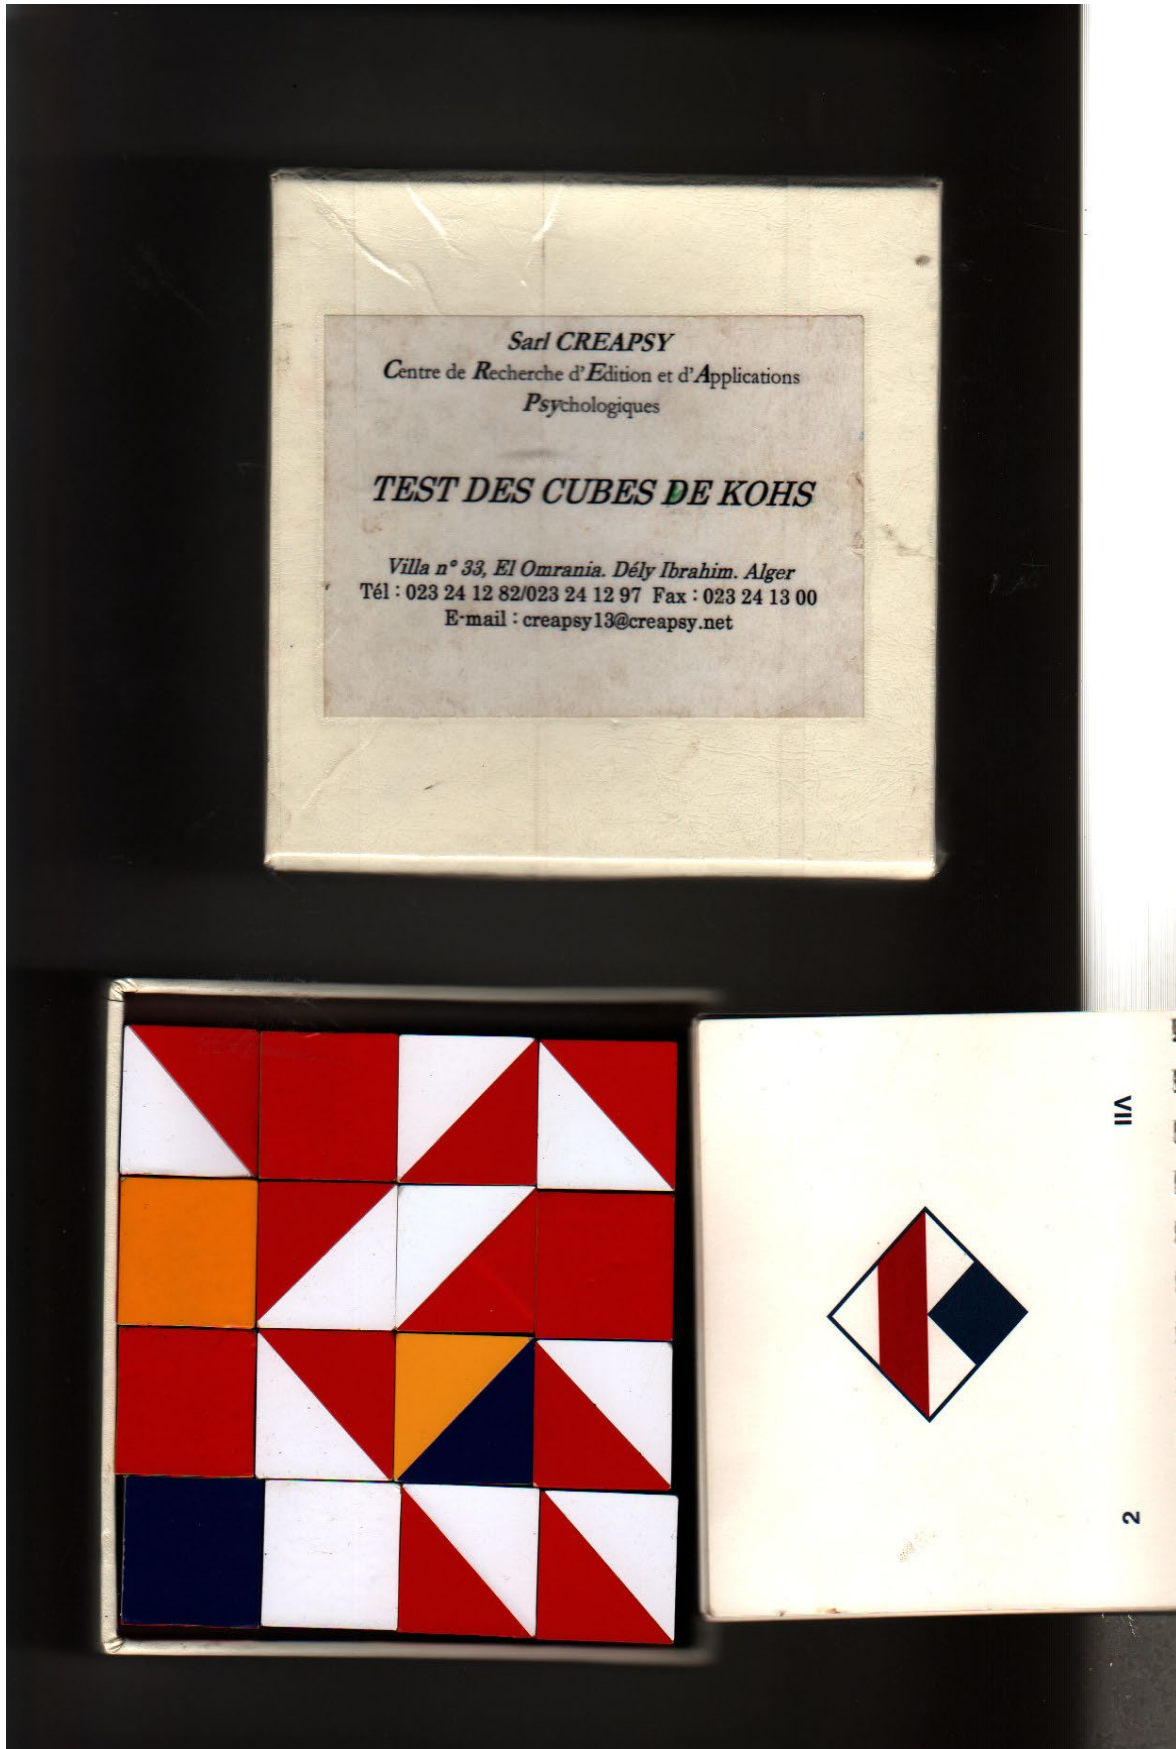 Sarl CREAPSY
Centre de Recherche d'Edition et d'Applications
Psychologiques
TEST DES CUBES DE KOHS
Villa n° 33, El Omrania. Dély Ibrahim. Alger
Tél : 023 24 12 82/023 24 12 97 Fax : 023 24 13 00
E-mail : creapsy13@creapsy.net
VII
2